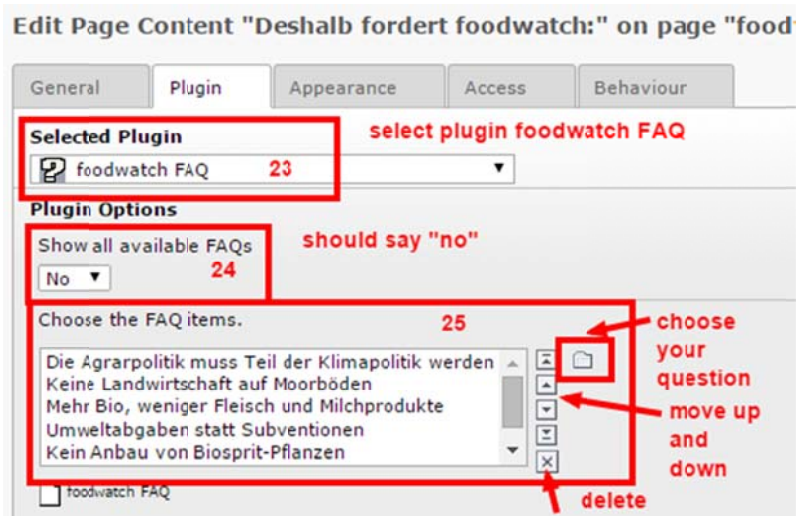 Edit Page Content "Deshalb fordert foodwatch:" on page "food
General Plugin Appearance Access Behaviour
Selected Plugin
select plugin foodwatch FAQ
foodwatch FAQ
23
Plugin Options
Show all available FAQs
should say "no"
No
24
Choose the FAQ items.
25
Die Agrarpolitik muss Teil der Klimapolitik werden
Keine Landwirtschaft auf Moorböden
Mehr Bio, weniger Fleisch und Milchprodukte
Umweltabgaben statt Subventionen
Kein Anbau von Biosprit-Pflanzen
choose
your
question
move up
and
down
delete
foodwatch FAQ